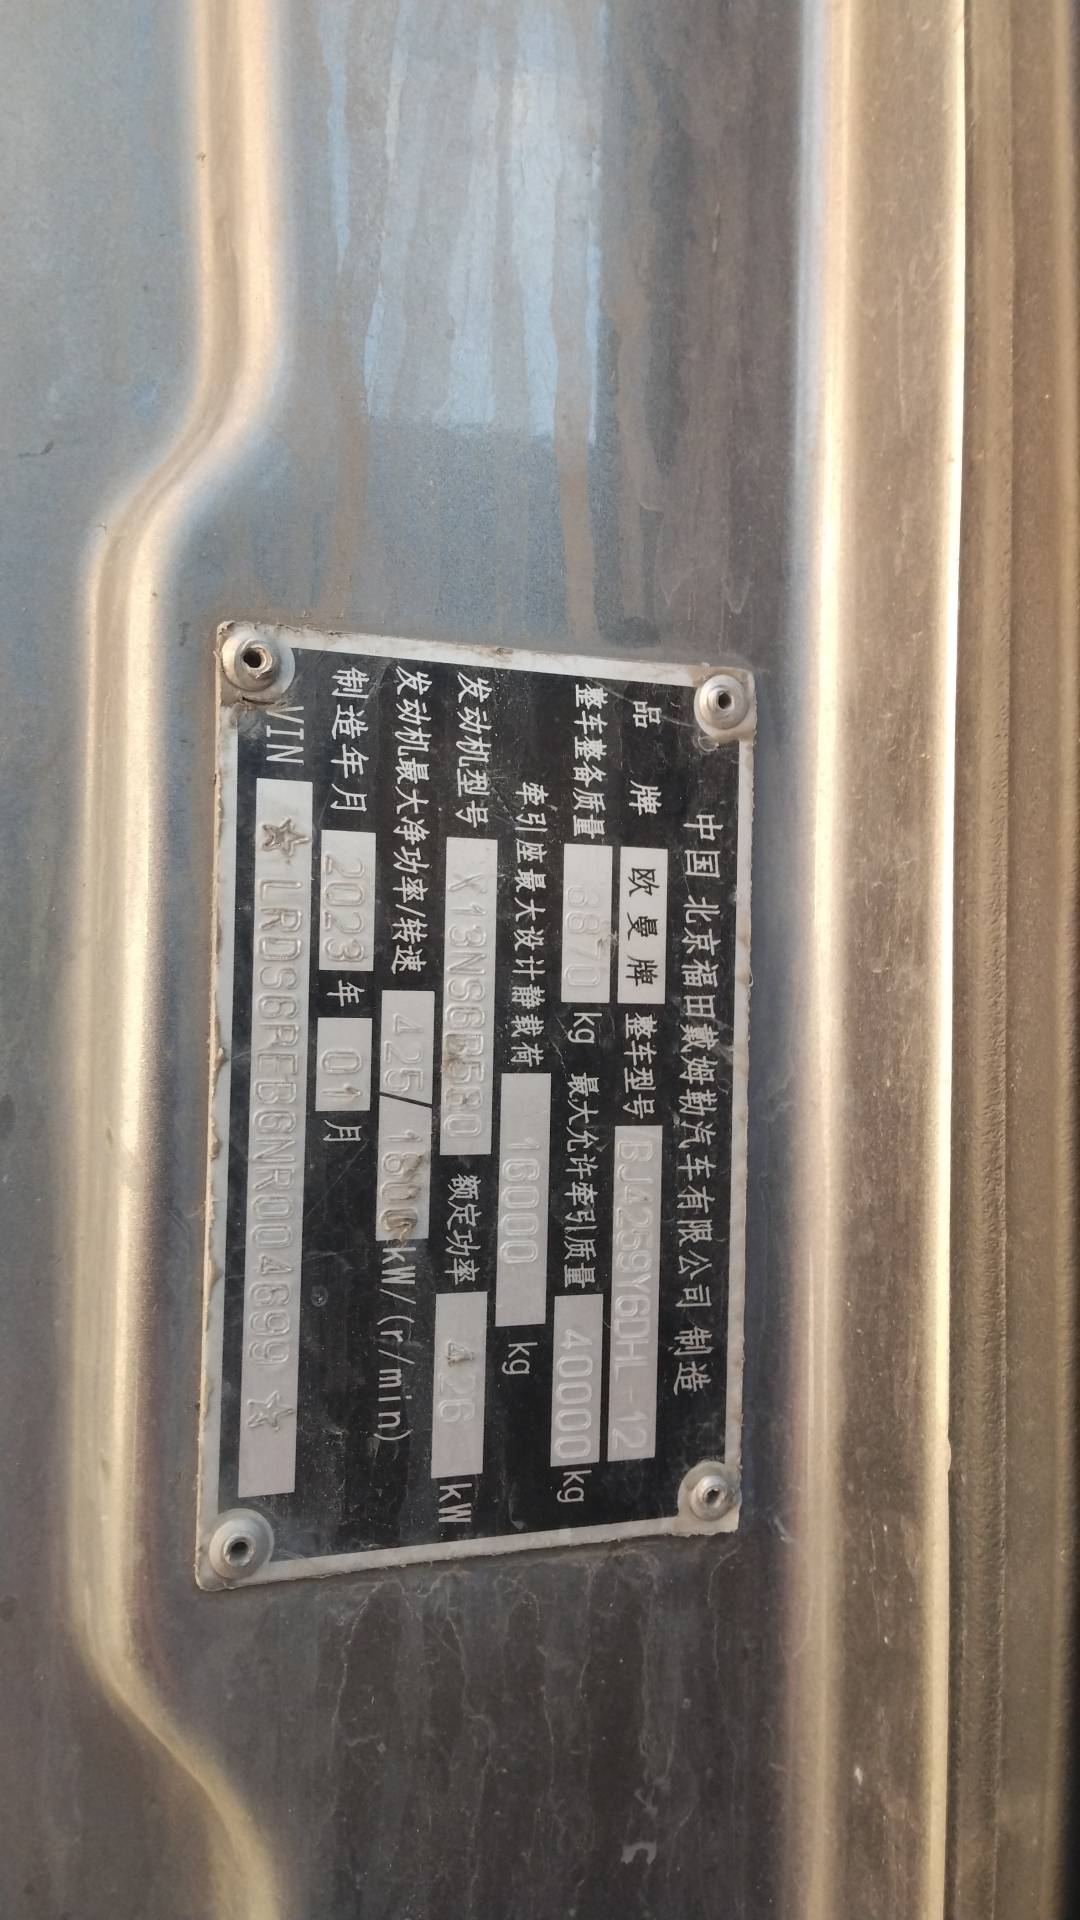 中国 北京福田戴姆勒汽车有限公司 制造
品 牌 欧曼牌 整车型号 BJ4259Y6DHL-12
整车整备质量 8870 kg 最大允许牵引质量 40000 kg
牵引座最大设计静载荷 16000 kg
发动机型号 X13NS6B580 额定功率 426 kW
发动机最大净功率/转速 425/1600 kW/(r/min)
制造年月 2023 年 01 月
VIN ☆LRDS6PEB6NR004699☆